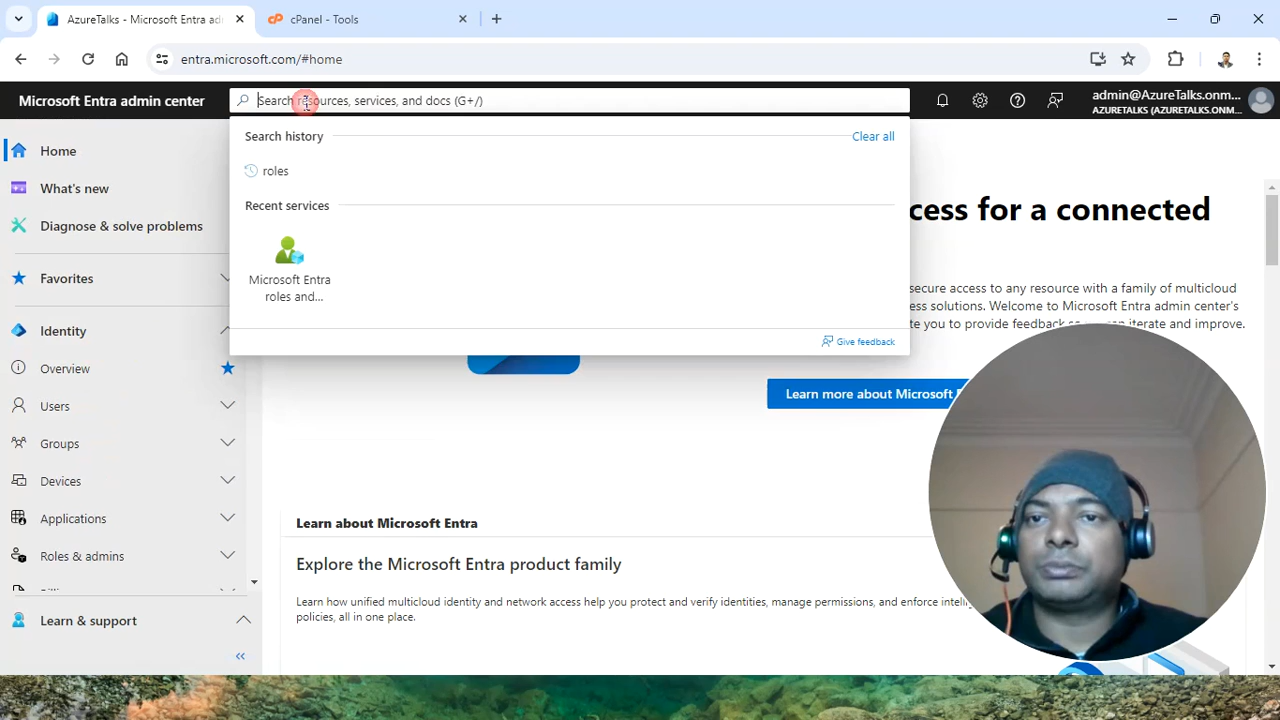 AzureTalks - Microsoft Entra adm
cPanel - Tools
entra.microsoft.com/#home
Microsoft Entra admin center
Search resources, services, and docs (G+/)
admin@AzureTalks.onm...
AZURETALKS (AZURETALKS.ONM...
Search history
Clear all
roles
Recent services
Microsoft Entra
roles and...
Give feedback
Home
What's new
Diagnose & solve problems
Favorites
Identity
Overview
Users
Groups
Devices
Applications
Roles & admins
Learn & support
cess for a connected
secure access to any resource with a family of multicloud
ess solutions. Welcome to Microsoft Entra admin center's
te you to provide feedback so we can iterate and improve.
Learn more about Microsoft
Learn about Microsoft Entra
Explore the Microsoft Entra product family
Learn how unified multicloud identity and network access help you protect and verify identities, manage permissions, and enforce intelli
policies, all in one place.